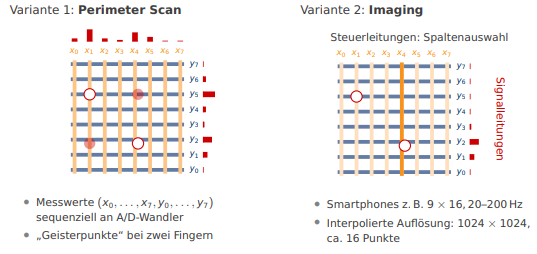 Variante 1: Perimeter Scan
x₀ x₁ x₂ x₃ x₄ x₅ x₆ x₇
y₇
y₆
y₅
y₄
y₃
y₂
y₁
y₀
• Messwerte (x₀, . . . , x₇, y₀, . . . , y₇)
sequenziell an A/D-Wandler
• „Geisterpunkte“ bei zwei Fingern
Variante 2: Imaging
Steuerleitungen: Spaltenauswahl
x₀ x₁ x₂ x₃ x₄ x₅ x₆ x₇
y₇
y₆
y₅
y₄
y₃
y₂
y₁
y₀
Signalleitungen
• Smartphones z. B. 9 × 16, 20–200 Hz
• Interpolierte Auflösung: 1024 × 1024,
ca. 16 Punkte